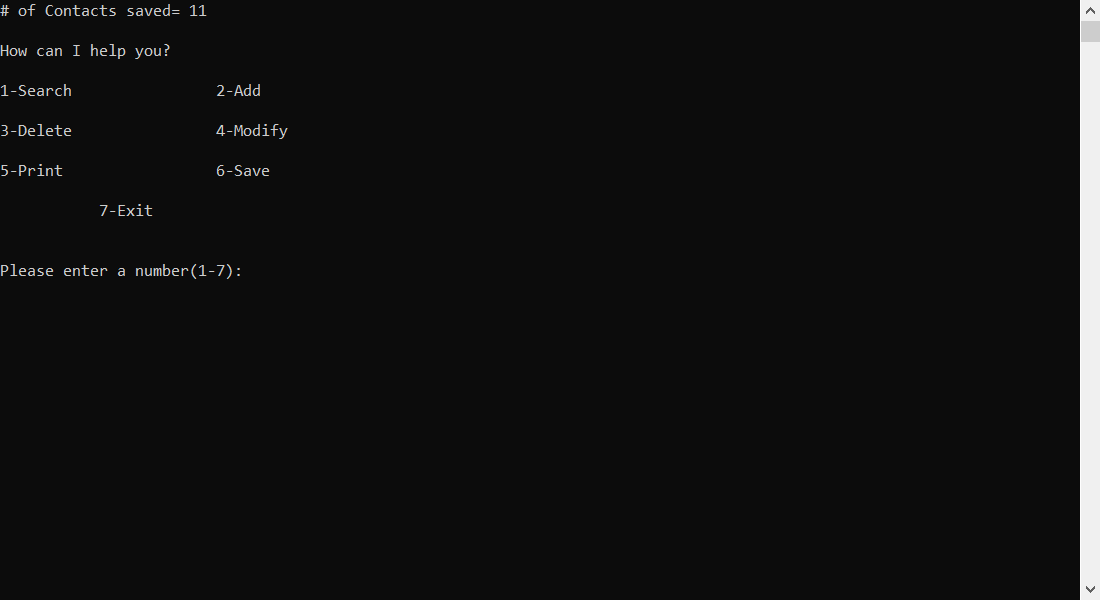 # of Contacts saved= 11
How can I help you?
1-Search                2-Add
3-Delete                4-Modify
5-Print                 6-Save
           7-Exit
Please enter a number(1-7):